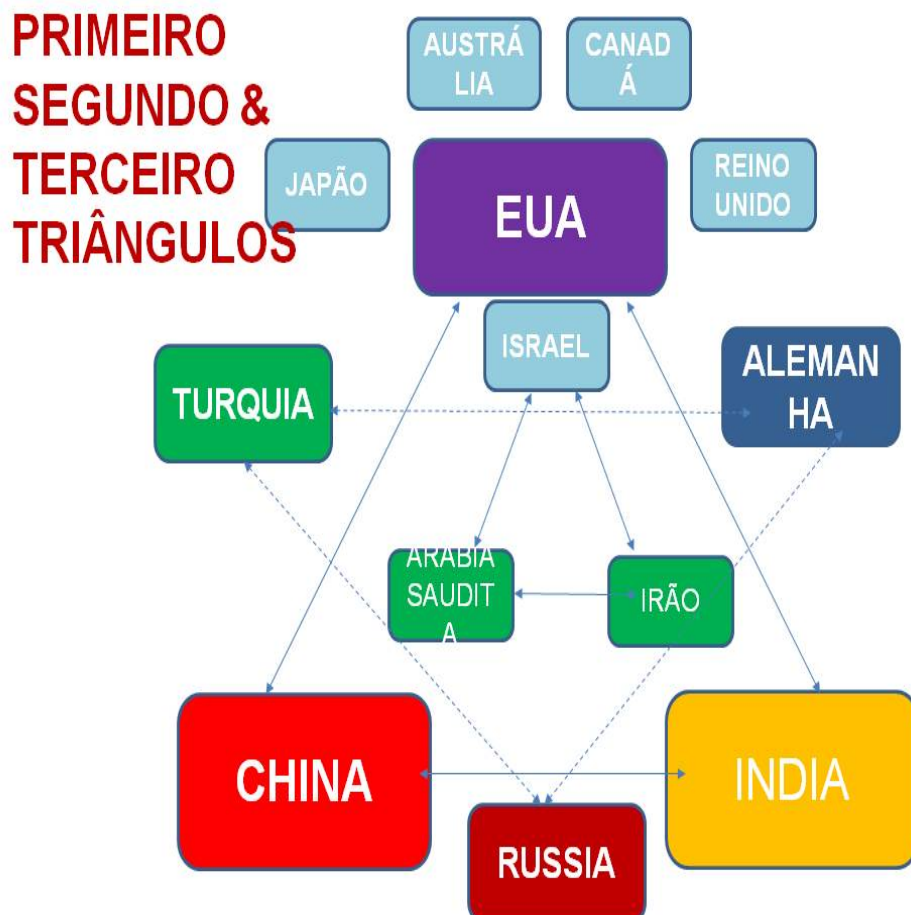 PRIMEIRO
SEGUNDO &
TERCEIRO
TRIÂNGULOS
AUSTRÁ
LIA
CANAD
Á
JAPÃO
EUA
REINO
UNIDO
ISRAEL
TURQUIA
ALEMAN
HA
ARABIA
SAUDIT
A
IRÃO
CHINA
INDIA
RUSSIA